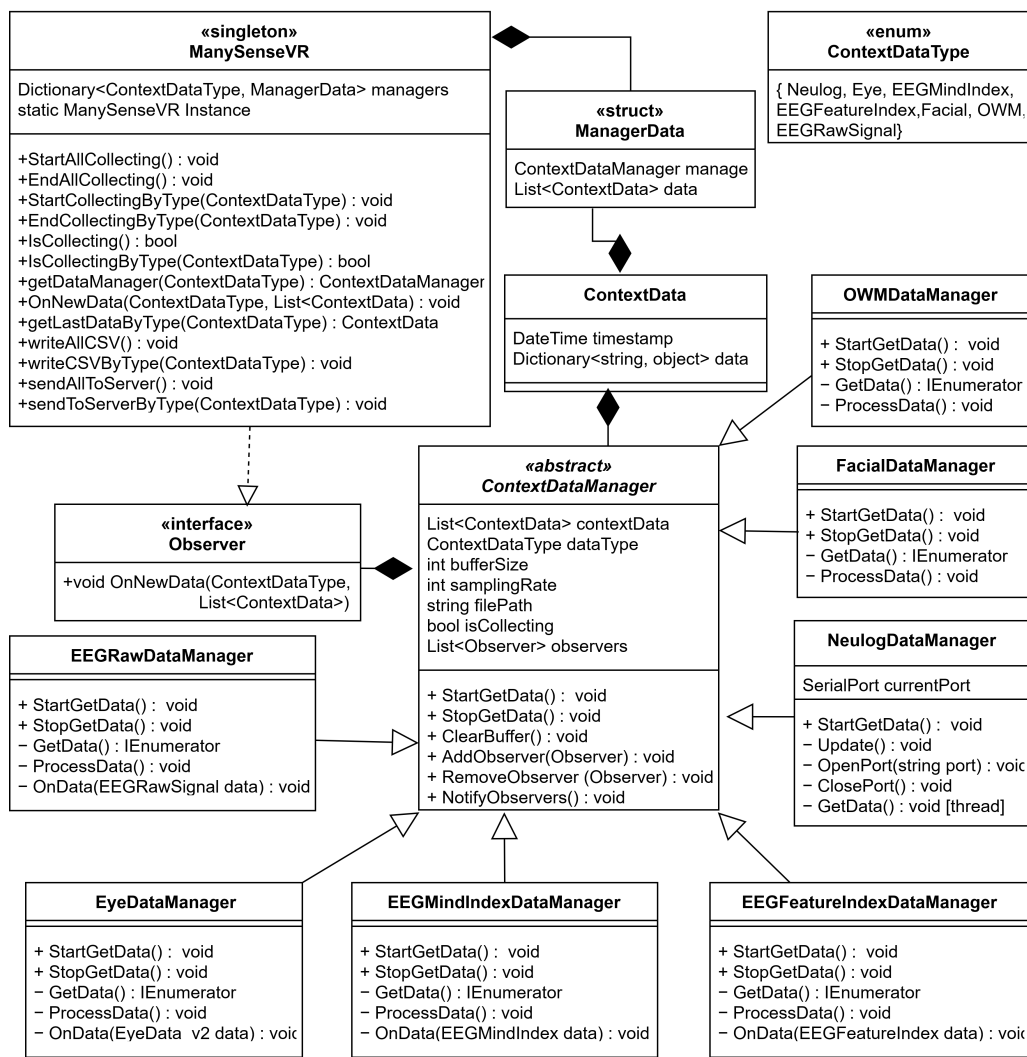 «singleton»
ManySenseVR
Dictionary<ContextDataType, ManagerData> managers
static ManySenseVR Instance
+StartAllCollecting() : void
+EndAllCollecting() : void
+StartCollectingByType(ContextDataType) : void
+EndCollectingByType(ContextDataType) : void
+IsCollecting() : bool
+IsCollectingByType(ContextDataType) : bool
+getDataManager(ContextDataType) : ContextDataManager
+OnNewData(ContextDataType, List<ContextData) : void
+getLastDataByType(ContextDataType) : ContextData
+writeAllCSV() : void
+writeCSVByType(ContextDataType) : void
+sendAllToServer() : void
+sendToServerByType(ContextDataType) : void
«struct»
ManagerData
ContextDataManager manage
List<ContextData> data
«enum»
ContextDataType
{ Neulog, Eye, EEGMindIndex,
EEGFeatureIndex,Facial, OWM,
EEGRawSignal}
ContextData
DateTime timestamp
Dictionary<string, object> data
OWMDataManager
+ StartGetData() :  void
+ StopGetData() : void
− GetData() : IEnumerator
− ProcessData() : void
«abstract»
ContextDataManager
List<ContextData> contextData
ContextDataType dataType
int bufferSize
int samplingRate
string filePath
bool isCollecting
List<Observer> observers
+ StartGetData() :  void
+ StopGetData() : void
+ ClearBuffer() : void
+ AddObserver(Observer) : void
+ RemoveObserver (Observer) : void
+ NotifyObservers() : void
FacialDataManager
+ StartGetData() :  void
+ StopGetData() : void
− GetData() : IEnumerator
− ProcessData() : void
«interface»
Observer
+void OnNewData(ContextDataType,
List<ContextData>)
NeulogDataManager
SerialPort currentPort
+ StartGetData() :  void
− Update() : void
− OpenPort(string port) : void
− ClosePort() : void
− GetData() : void [thread]
EEGRawDataManager
+ StartGetData() :  void
+ StopGetData() : void
− GetData() : IEnumerator
− ProcessData() : void
− OnData(EEGRawSignal data) : void
EyeDataManager
+ StartGetData() :  void
+ StopGetData() : void
− GetData() : IEnumerator
− ProcessData() : void
− OnData(EyeData_v2 data) : void
EEGMindIndexDataManager
+ StartGetData() :  void
+ StopGetData() : void
− GetData() : IEnumerator
− ProcessData() : void
− OnData(EEGMindIndex data) : void
EEGFeatureIndexDataManager
+ StartGetData() :  void
+ StopGetData() : void
− GetData() : IEnumerator
− ProcessData() : void
− OnData(EEGFeatureIndex data) : void